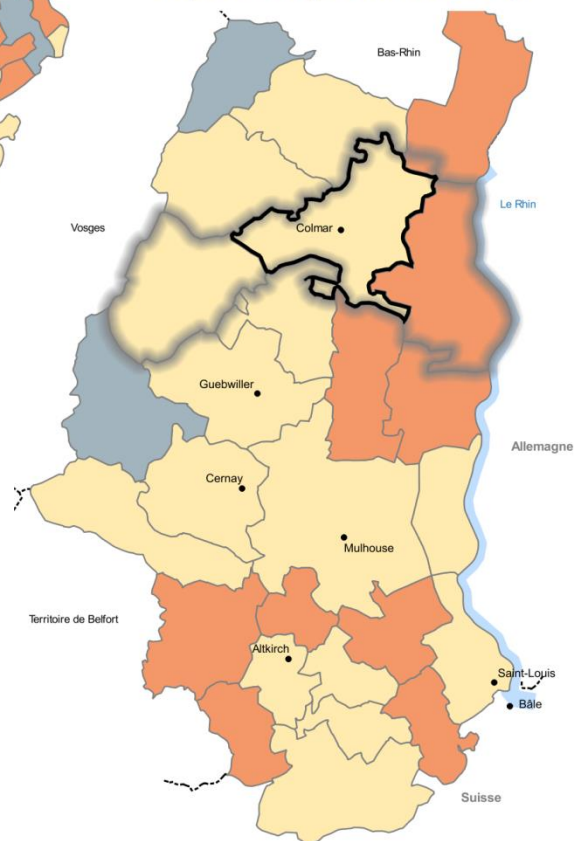 Bas-Rhin
Le Rhin
Vosges
Colmar
Guebwiller
Allemagne
Cernay
Mulhouse
Territoire de Belfort
Altkirch
Saint-Louis
Bâle
Suisse